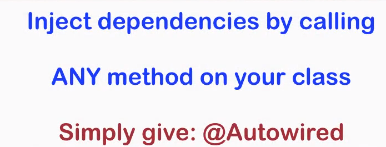 Inject dependencies by calling
ANY method on your class
Simply give: @Autowired